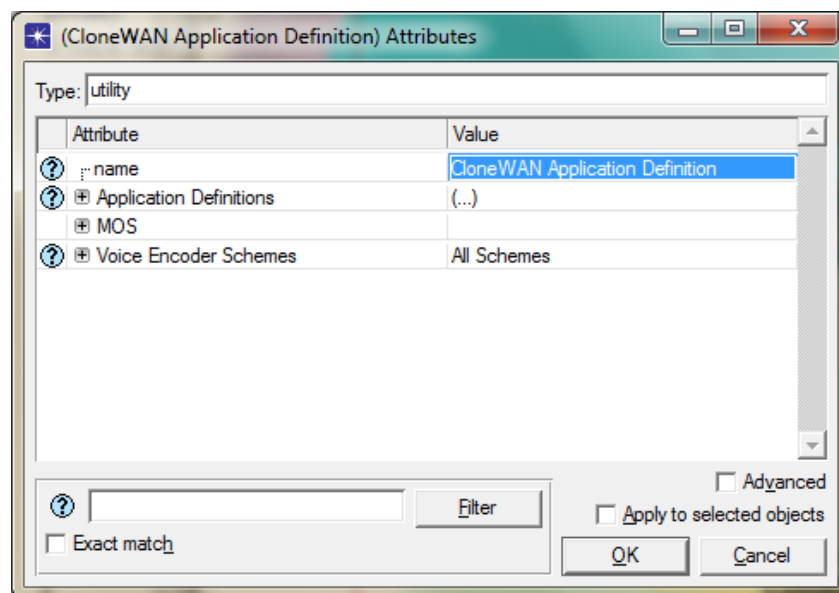 (CloneWAN Application Definition) Attributes
Type: utility
Attribute Value
name CloneWAN Application Definition
Application Definitions (...)
MOS
Voice Encoder Schemes All Schemes
Advanced
Filter
Apply to selected objects
Exact match
OK Cancel